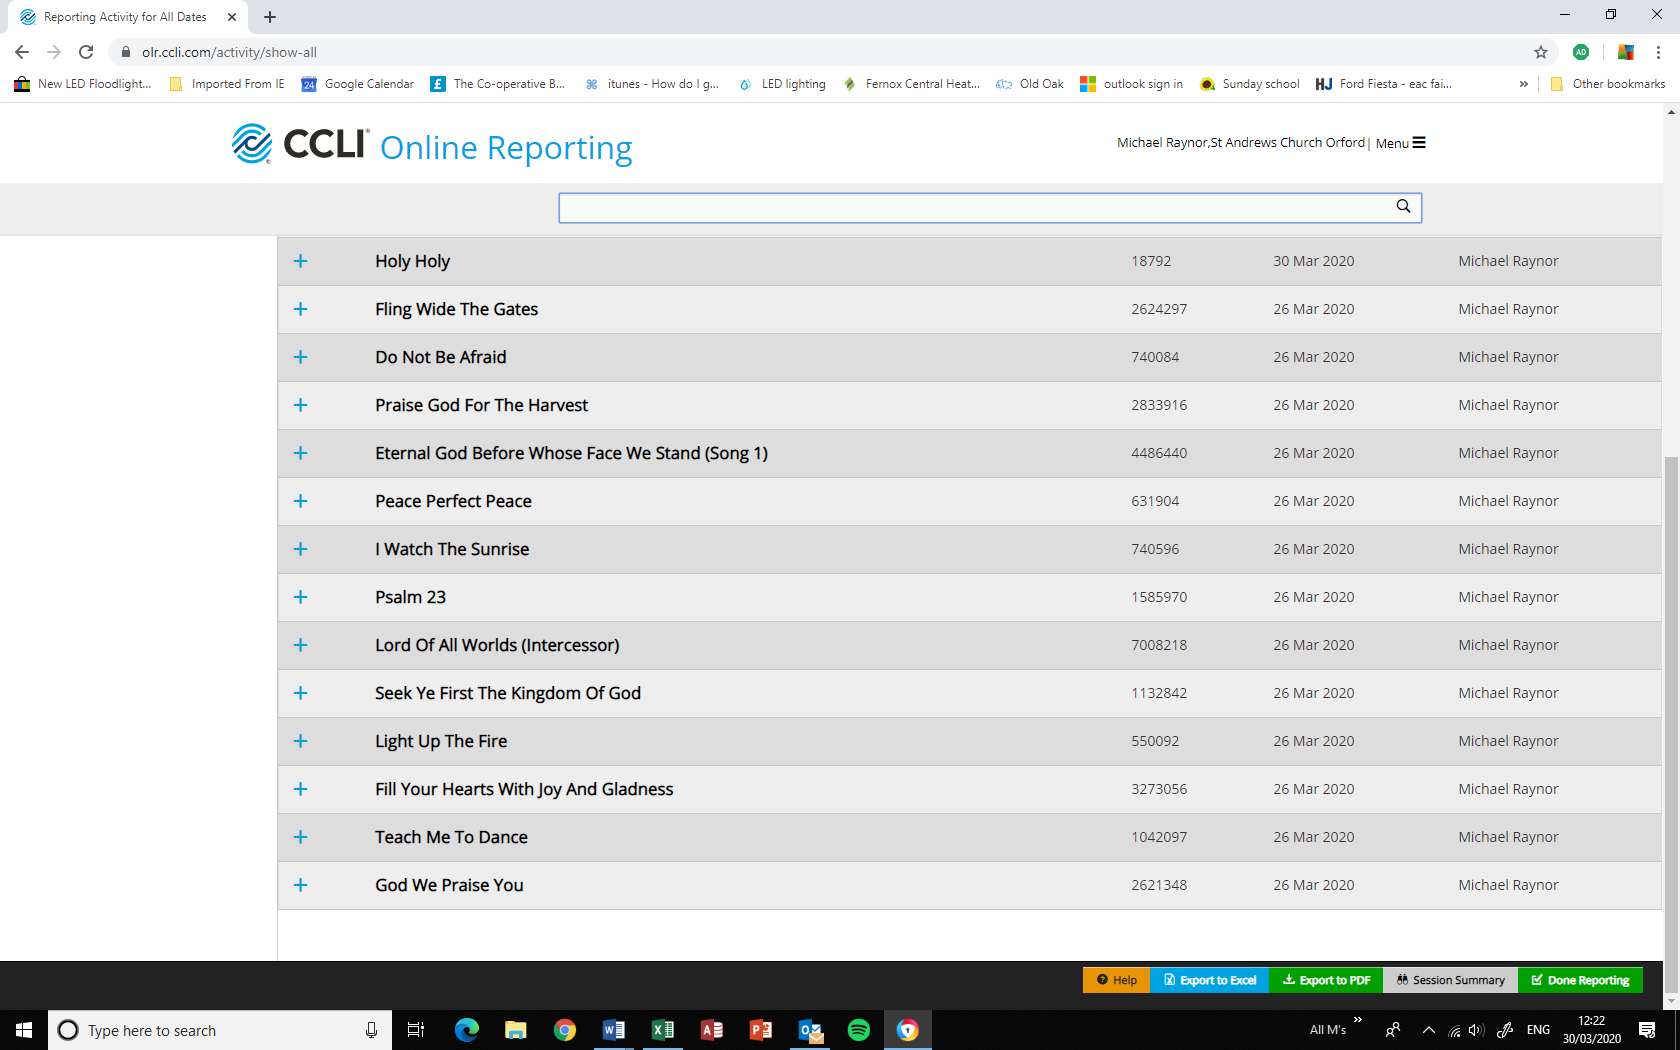 Reporting Activity for All Dates
olr.ccli.com/activity/show-all
New LED Floodlight... Imported From IE 24 Google Calendar £ The Co-operative B... itunes - How do I g... LED lighting Fernox Central Heat... Old Oak outlook sign in Sunday school HJ Ford Fiesta - eac fai... » Other bookmarks
CCLI® Online Reporting
Michael Raynor,St Andrews Church Orford| Menu
+ Holy Holy 18792 30 Mar 2020 Michael Raynor
+ Fling Wide The Gates 2624297 26 Mar 2020 Michael Raynor
+ Do Not Be Afraid 740084 26 Mar 2020 Michael Raynor
+ Praise God For The Harvest 2833916 26 Mar 2020 Michael Raynor
+ Eternal God Before Whose Face We Stand (Song 1) 4486440 26 Mar 2020 Michael Raynor
+ Peace Perfect Peace 631904 26 Mar 2020 Michael Raynor
+ I Watch The Sunrise 740596 26 Mar 2020 Michael Raynor
+ Psalm 23 1585970 26 Mar 2020 Michael Raynor
+ Lord Of All Worlds (Intercessor) 7008218 26 Mar 2020 Michael Raynor
+ Seek Ye First The Kingdom Of God 1132842 26 Mar 2020 Michael Raynor
+ Light Up The Fire 550092 26 Mar 2020 Michael Raynor
+ Fill Your Hearts With Joy And Gladness 3273056 26 Mar 2020 Michael Raynor
+ Teach Me To Dance 1042097 26 Mar 2020 Michael Raynor
+ God We Praise You 2621348 26 Mar 2020 Michael Raynor
Help Export to Excel Export to PDF Session Summary Done Reporting
Type here to search All M's » ENG 12:22
30/03/2020